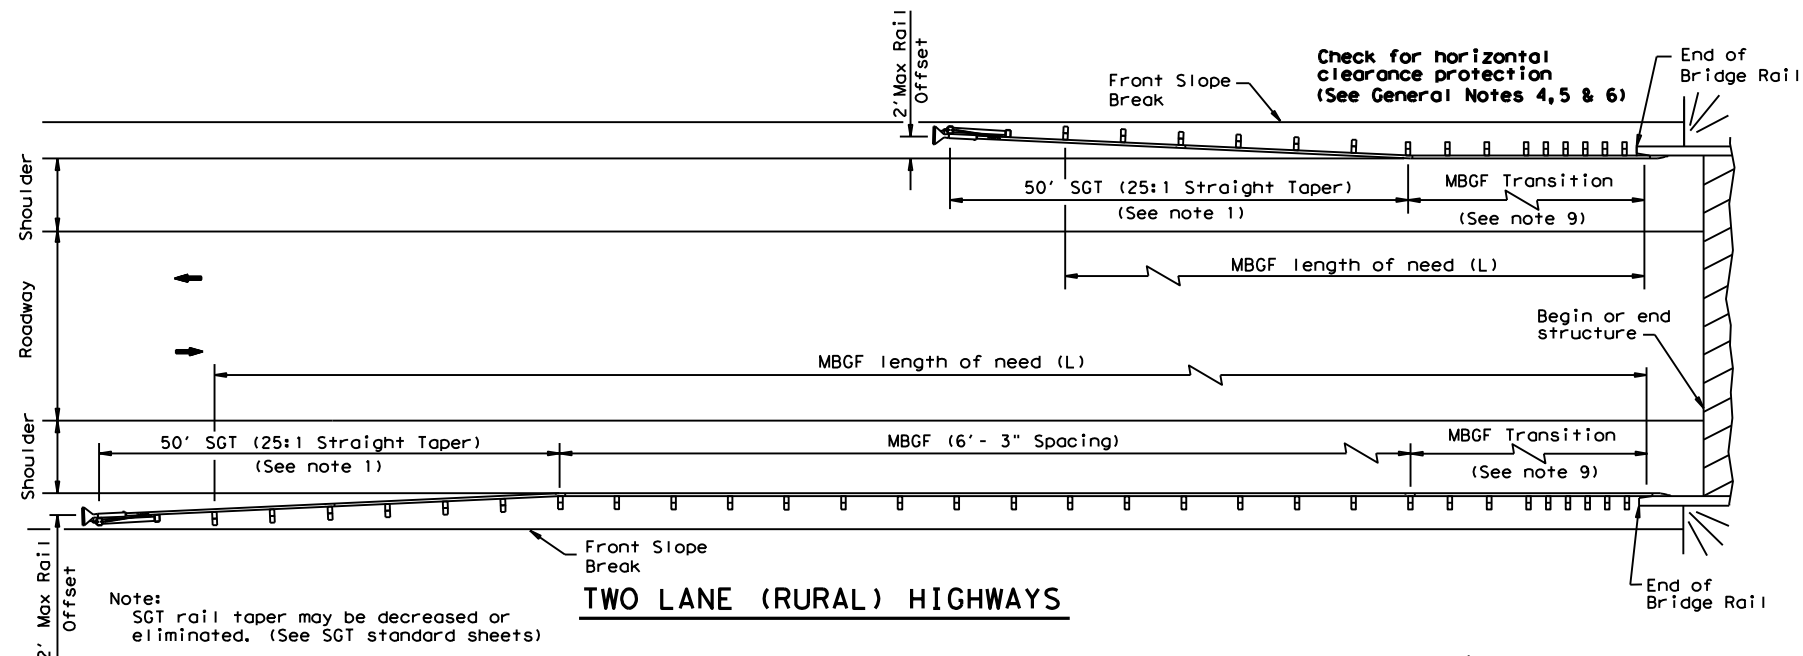 2' Max Rail
Offset
Check for horizontal
clearance protection
(See General Notes 4,5 & 6)
End of
Bridge Rail
Front Slope
Break
Shoulder
50' SGT (25:1 Straight Taper)
(See note 1)
MBGF Transition
(See note 9)
MBGF length of need (L)
Roadway
Begin or end
structure
MBGF length of need (L)
Shoulder
50' SGT (25:1 Straight Taper)
(See note 1)
MBGF (6'- 3" Spacing)
MBGF Transition
(See note 9)
Front Slope
Break
2' Max Rail
Offset
Note:
SGT rail taper may be decreased or
eliminated. (See SGT standard sheets)
TWO LANE (RURAL) HIGHWAYS
End of
Bridge Rail